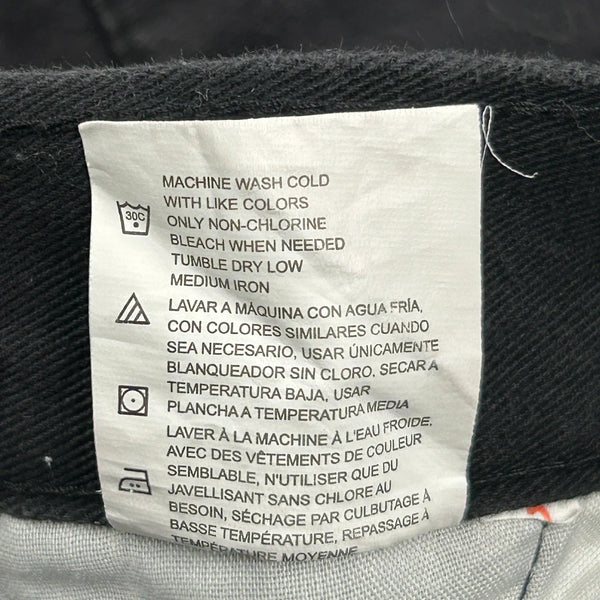 MACHINE WASH COLD
WITH LIKE COLORS
30C
ONLY NON-CHLORINE
BLEACH WHEN NEEDED
TUMBLE DRY LOW
MEDIUM IRON
LAVAR A MÁQUINA CON AGUA FRÍA,
CON COLORES SIMILARES CUANDO
SEA NECESARIO, USAR ÚNICAMENTE
BLANQUEADOR SIN CLORO. SECAR A
TEMPERATURA BAJA, USAR
PLANCHA A TEMPERATURA MEDIA
LAVER À LA MACHINE À L'EAU FROIDE,
AVEC DES VÊTEMENTS DE COULEUR
SEMBLABLE, N'UTILISER QUE DU
JAVELLISANT SANS CHLORE AU
BESOIN, SÉCHAGE PAR CULBUTAGE À
BASSE TEMPÉRATURE, REPASSAGE À
TEMPÉRATURE MOYENNE